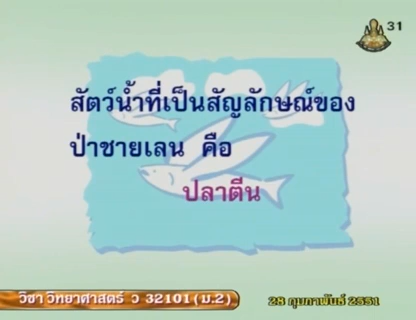 31
สัตว์น้ำที่เป็นสัญลักษณ์ของ
ป่าชายเลน คือ
ปลาตีน
วิชา วิทยาศาสตร์ ว 32101 (ม.2)
28 กุมภาพันธ์ 2551